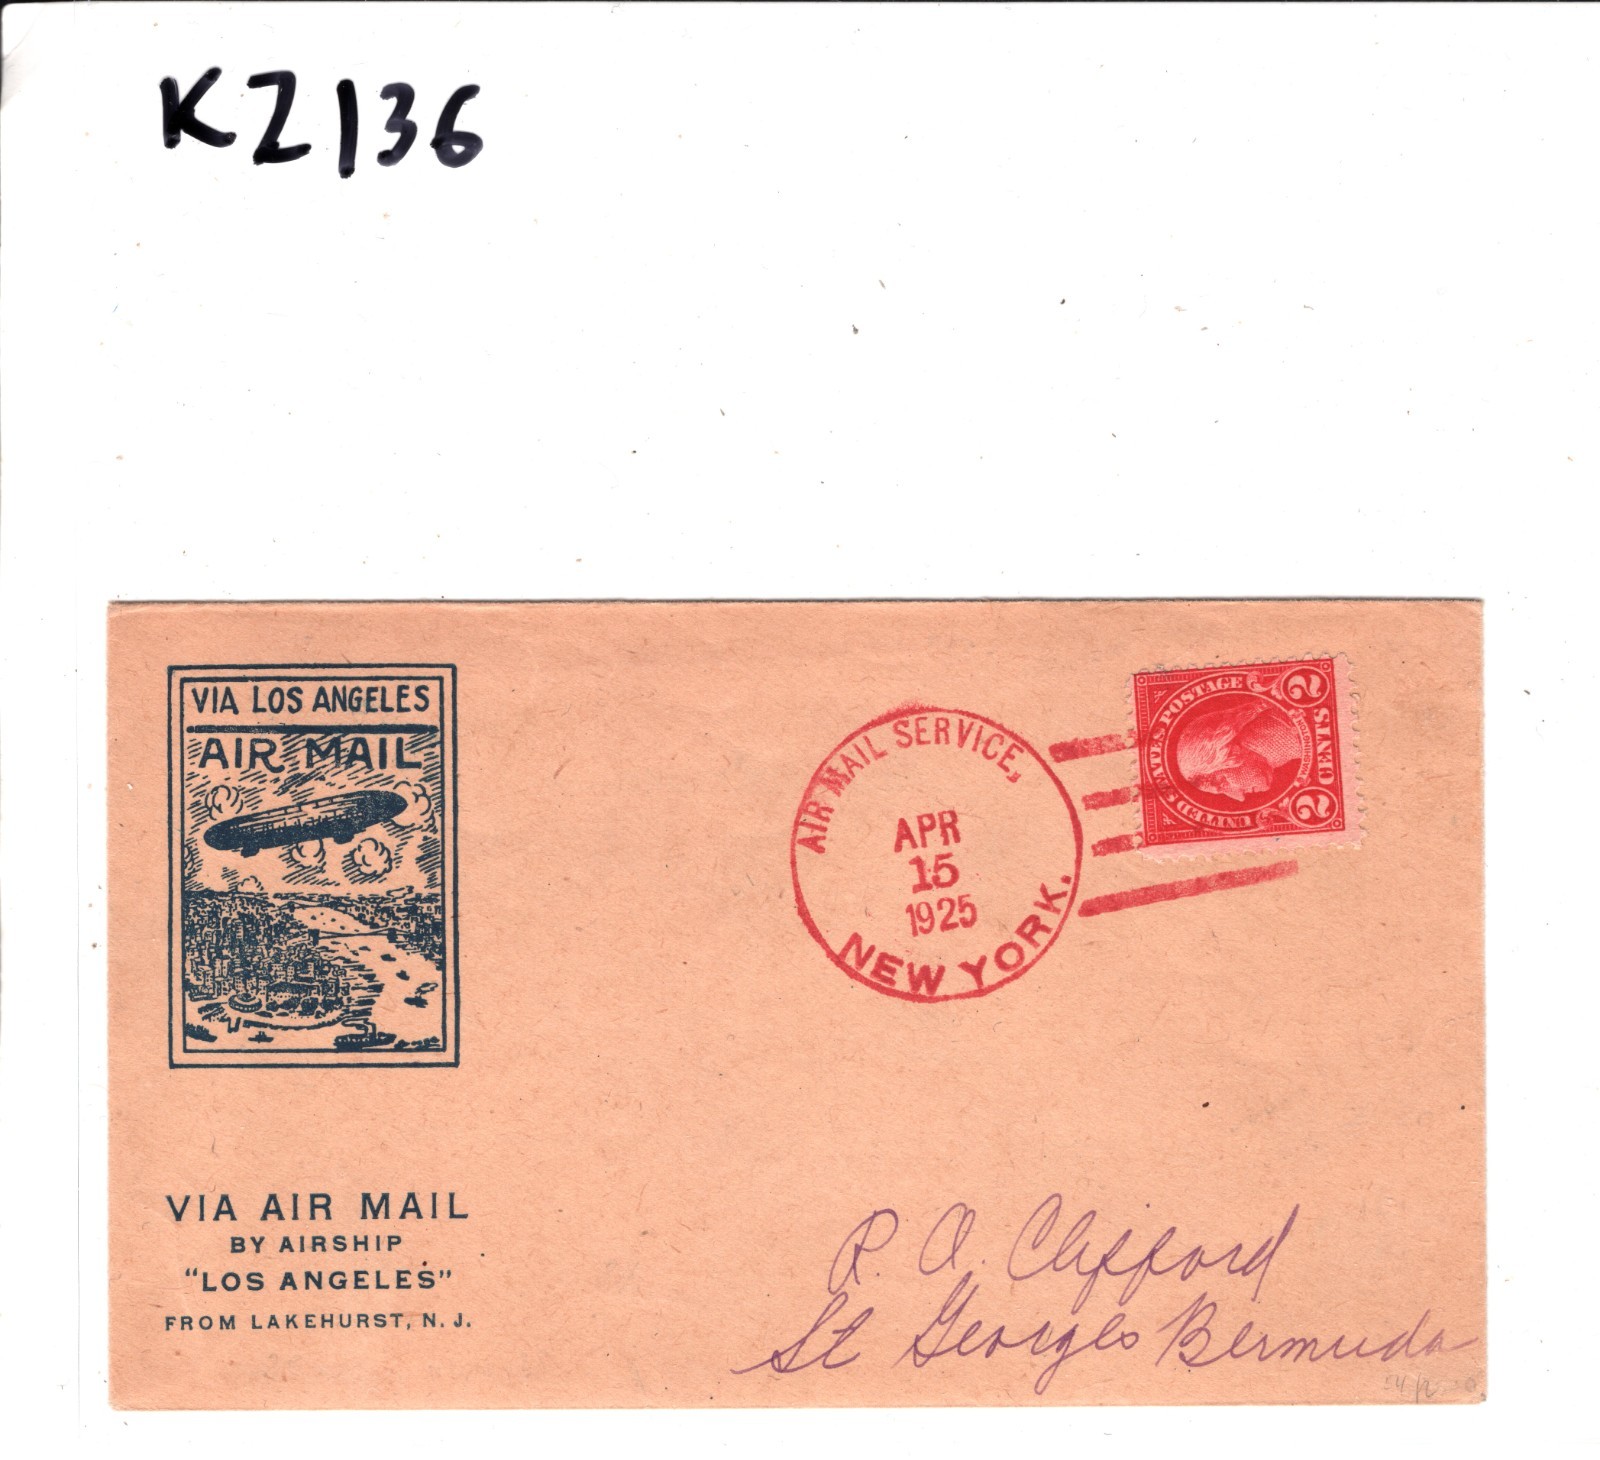 KZ136
VIA LOS ANGELES
AIR MAIL
AIR MAIL SERVICE,
APR
15
1925
NEW YORK.
UNITED STATES POSTAGE
WASHINGTON
2 CENTS 2
VIA AIR MAIL
BY AIRSHIP
"LOS ANGELES"
FROM LAKEHURST, N. J.
R. A. Clifford
St Georges Bermuda